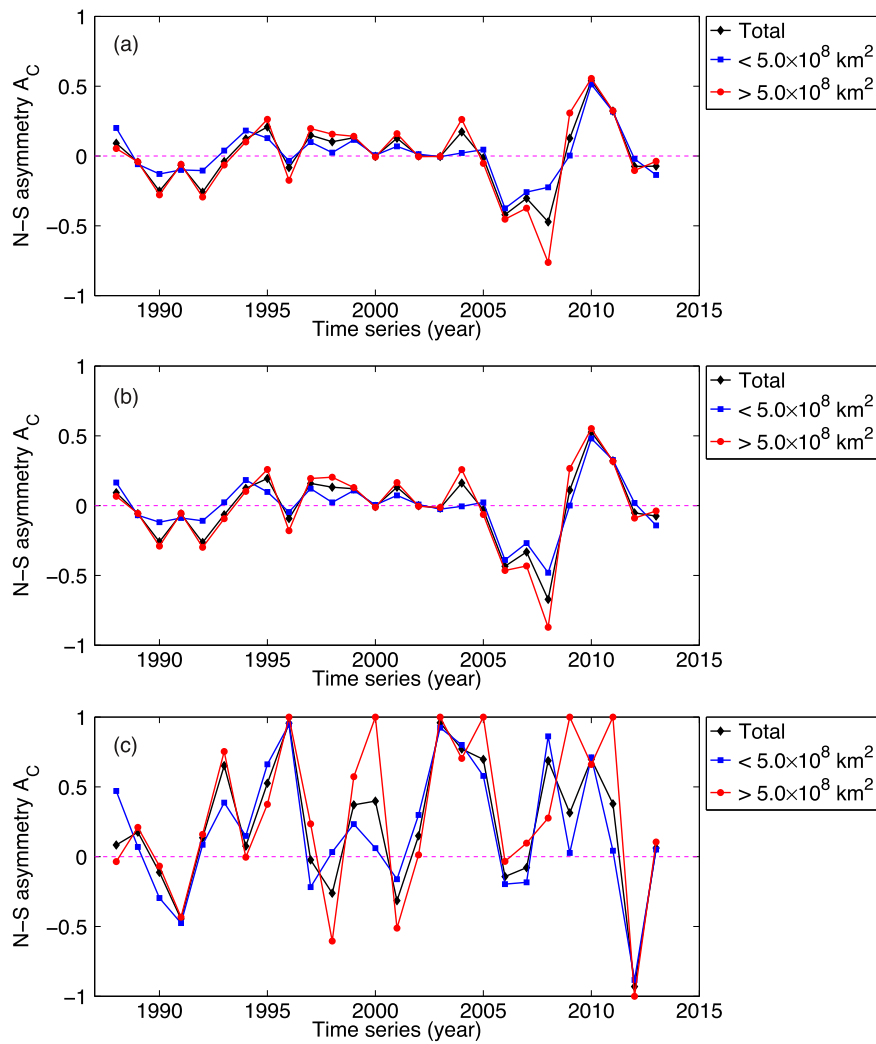 (a)
N−S asymmetry A_C
1
0.5
0
−0.5
−1
1990 1995 2000 2005 2010 2015
Time series (year)
Total
< 5.0×10⁸ km²
> 5.0×10⁸ km²
(b)
N−S asymmetry A_C
1
0.5
0
−0.5
−1
1990 1995 2000 2005 2010 2015
Time series (year)
Total
< 5.0×10⁸ km²
> 5.0×10⁸ km²
(c)
N−S asymmetry A_C
1
0.5
0
−0.5
−1
1990 1995 2000 2005 2010 2015
Time series (year)
Total
< 5.0×10⁸ km²
> 5.0×10⁸ km²